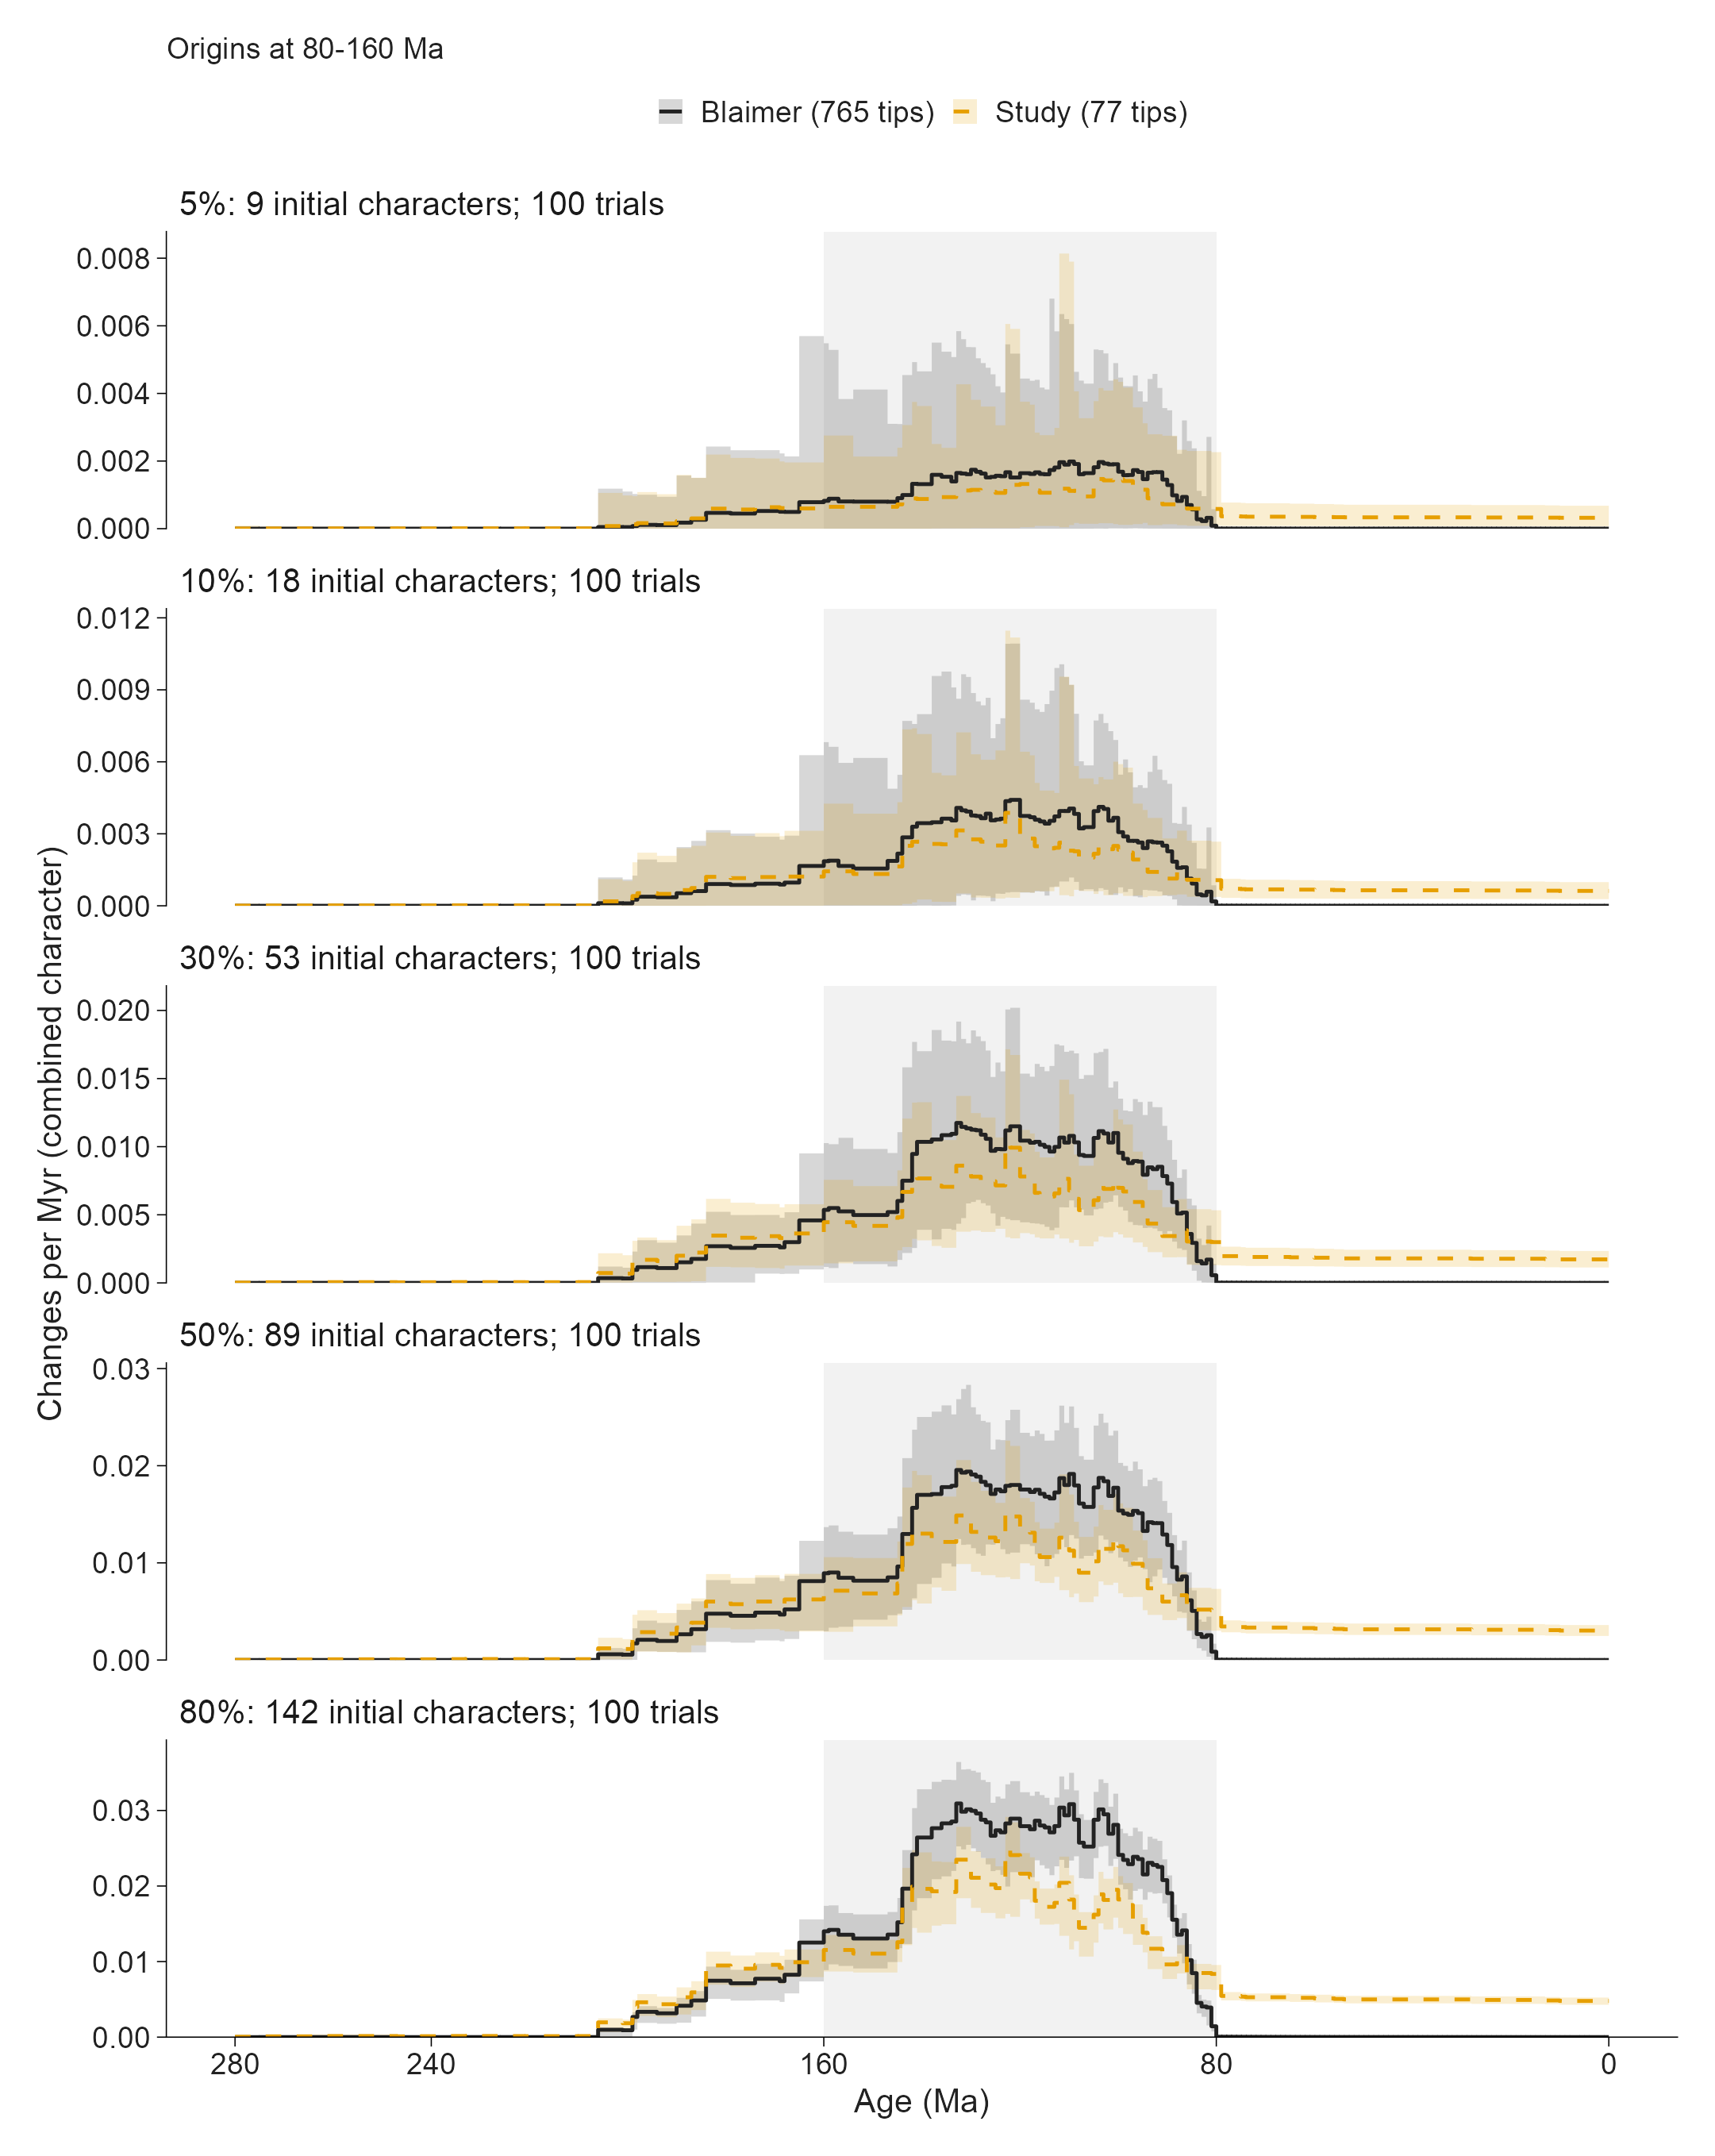 Origins at 80-160 Ma
Blaimer (765 tips) Study (77 tips)
Changes per Myr (combined character)
5%: 9 initial characters; 100 trials
0.008
0.006
0.004
0.002
0.000
10%: 18 initial characters; 100 trials
0.012
0.009
0.006
0.003
0.000
30%: 53 initial characters; 100 trials
0.020
0.015
0.010
0.005
0.000
50%: 89 initial characters; 100 trials
0.03
0.02
0.01
0.00
80%: 142 initial characters; 100 trials
0.03
0.02
0.01
0.00
280 240 160 80 0
Age (Ma)